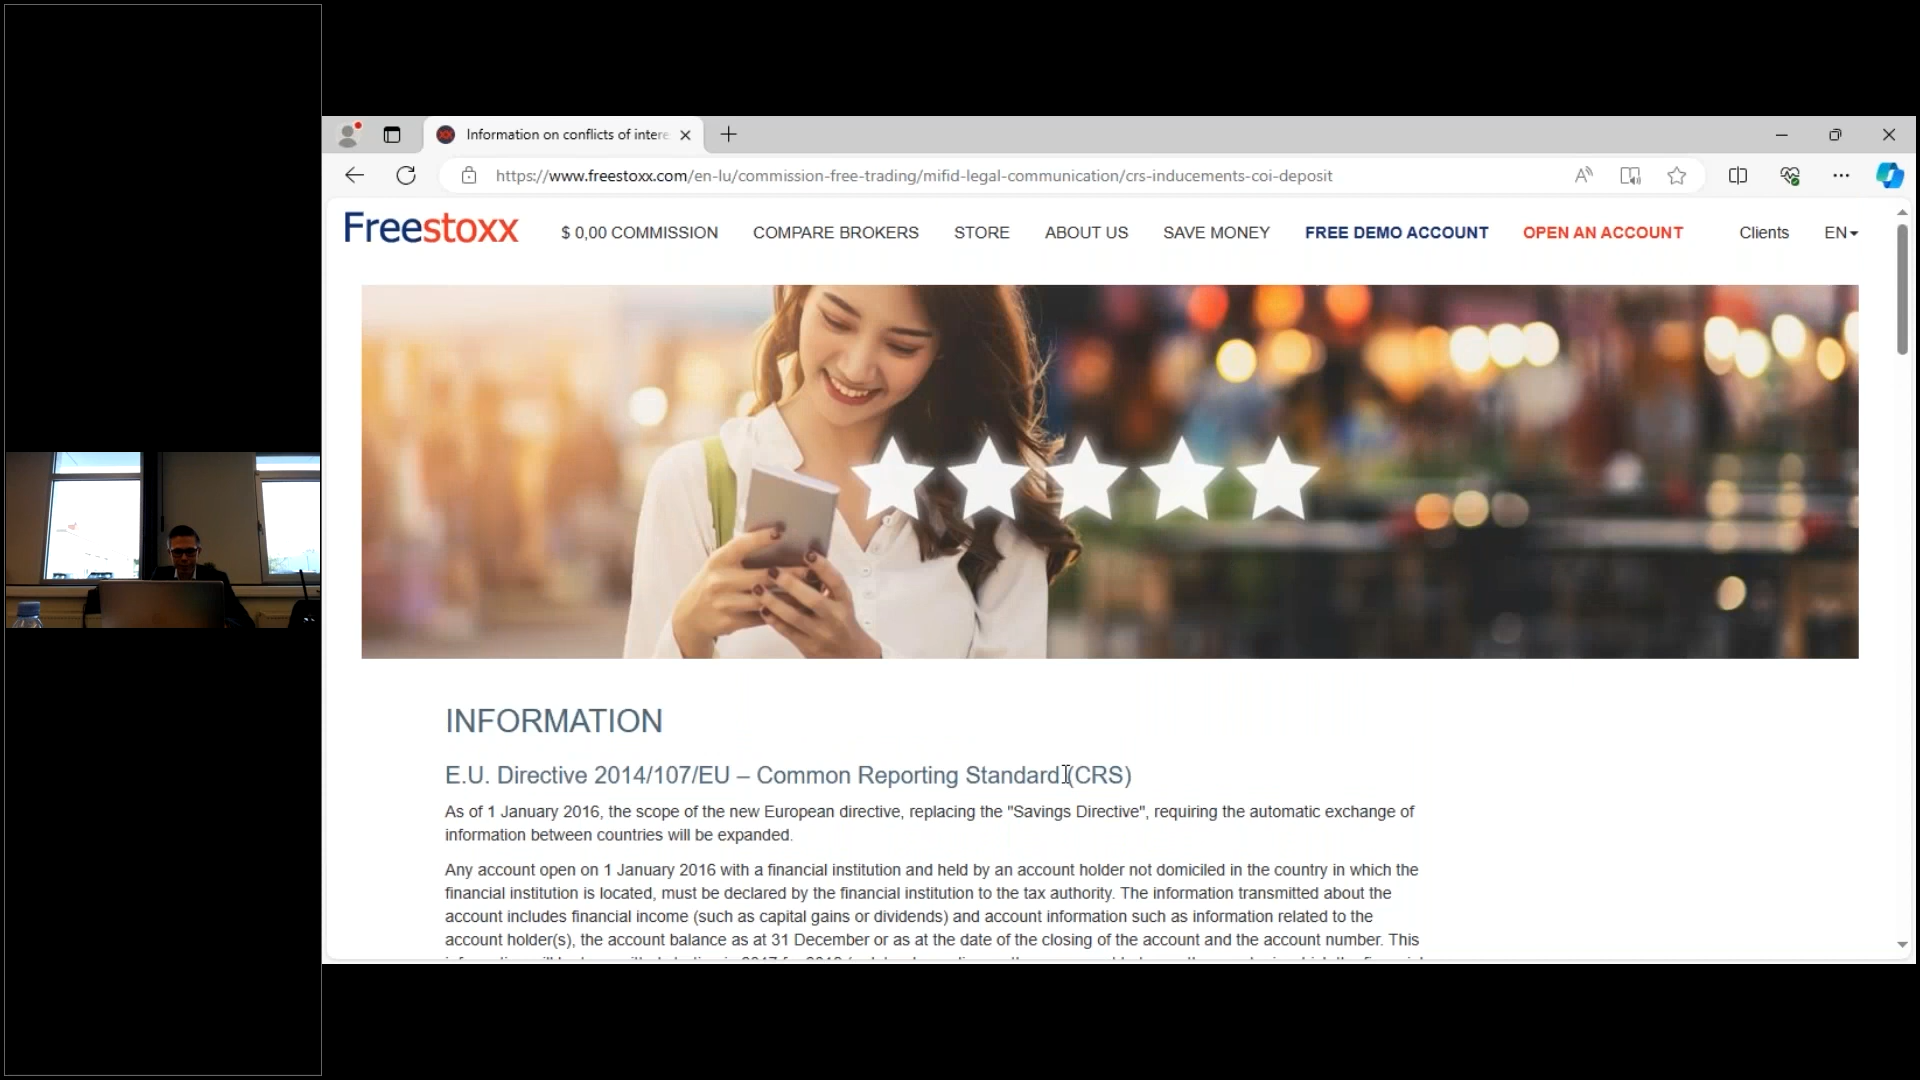 Information on conflicts of intere
https://www.freestoxx.com/en-lu/commission-free-trading/mifid-legal-communication/crs-inducements-coi-deposit
Freestoxx
$ 0,00 COMMISSION
COMPARE BROKERS
STORE
ABOUT US
SAVE MONEY
FREE DEMO ACCOUNT
OPEN AN ACCOUNT
Clients
EN
INFORMATION
E.U. Directive 2014/107/EU – Common Reporting Standard (CRS)
As of 1 January 2016, the scope of the new European directive, replacing the "Savings Directive", requiring the automatic exchange of
information between countries will be expanded.
Any account open on 1 January 2016 with a financial institution and held by an account holder not domiciled in the country in which the
financial institution is located, must be declared by the financial institution to the tax authority. The information transmitted about the
account includes financial income (such as capital gains or dividends) and account information such as information related to the
account holder(s), the account balance as at 31 December or as at the date of the closing of the account and the account number. This